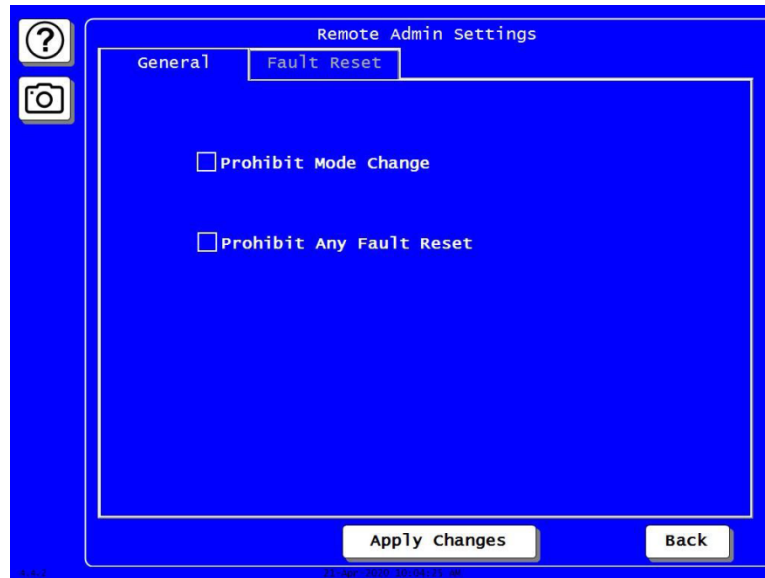 Remote Admin Settings
General
Fault Reset
Prohibit Mode Change
Prohibit Any Fault Reset
Apply Changes
Back